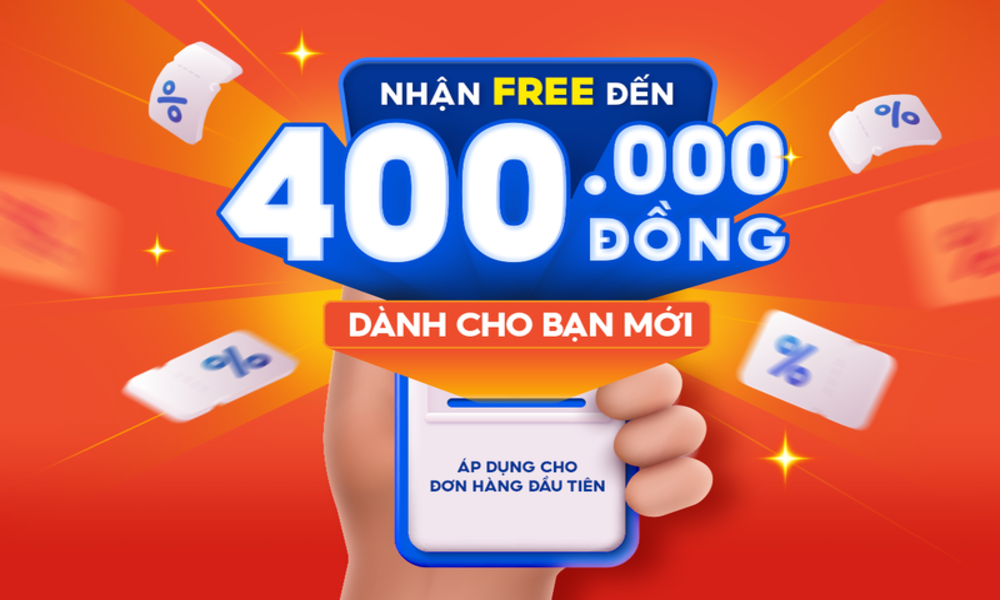 NHẬN FREE ĐẾN
400.000
ĐỒNG
DÀNH CHO BẠN MỚI
ÁP DỤNG CHO
ĐƠN HÀNG ĐẦU TIÊN
%
%
%
%